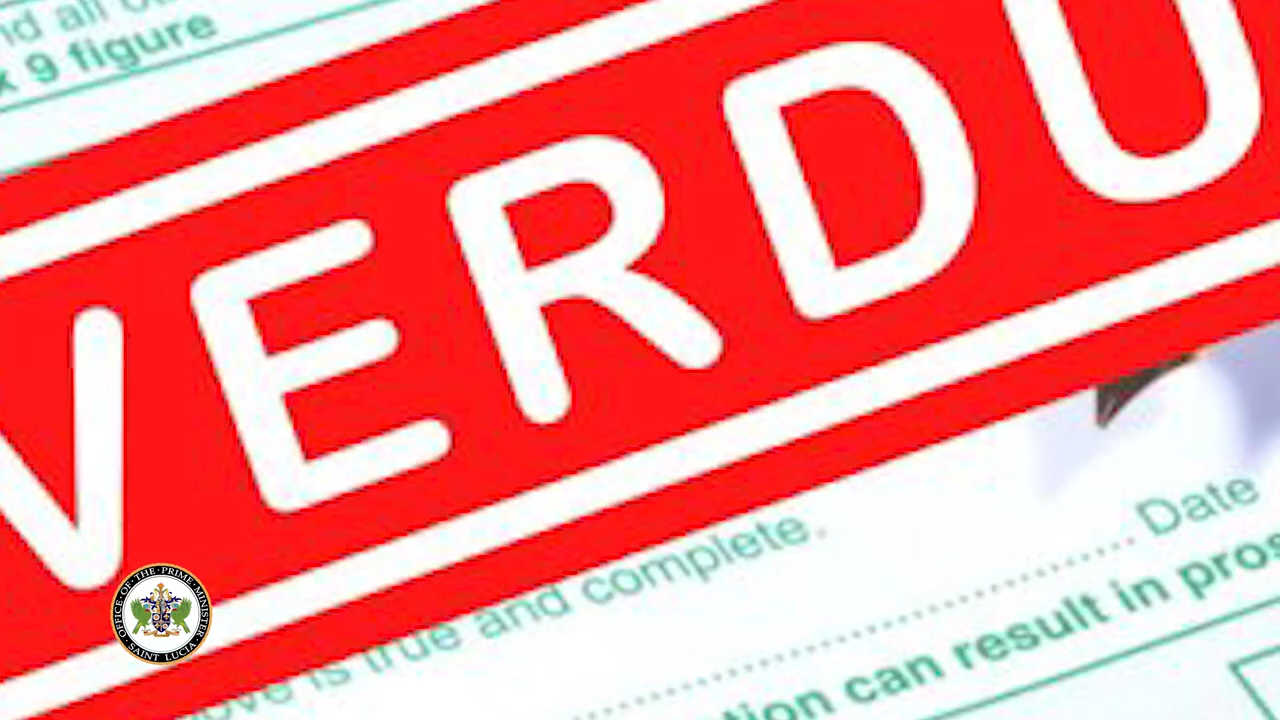 nd all
x 9 figure
VERDU
OFFICE · OF · THE · PRIME · MINISTER
SAINT LUCIA
ove is true and complete.
Date
tion can result in pros